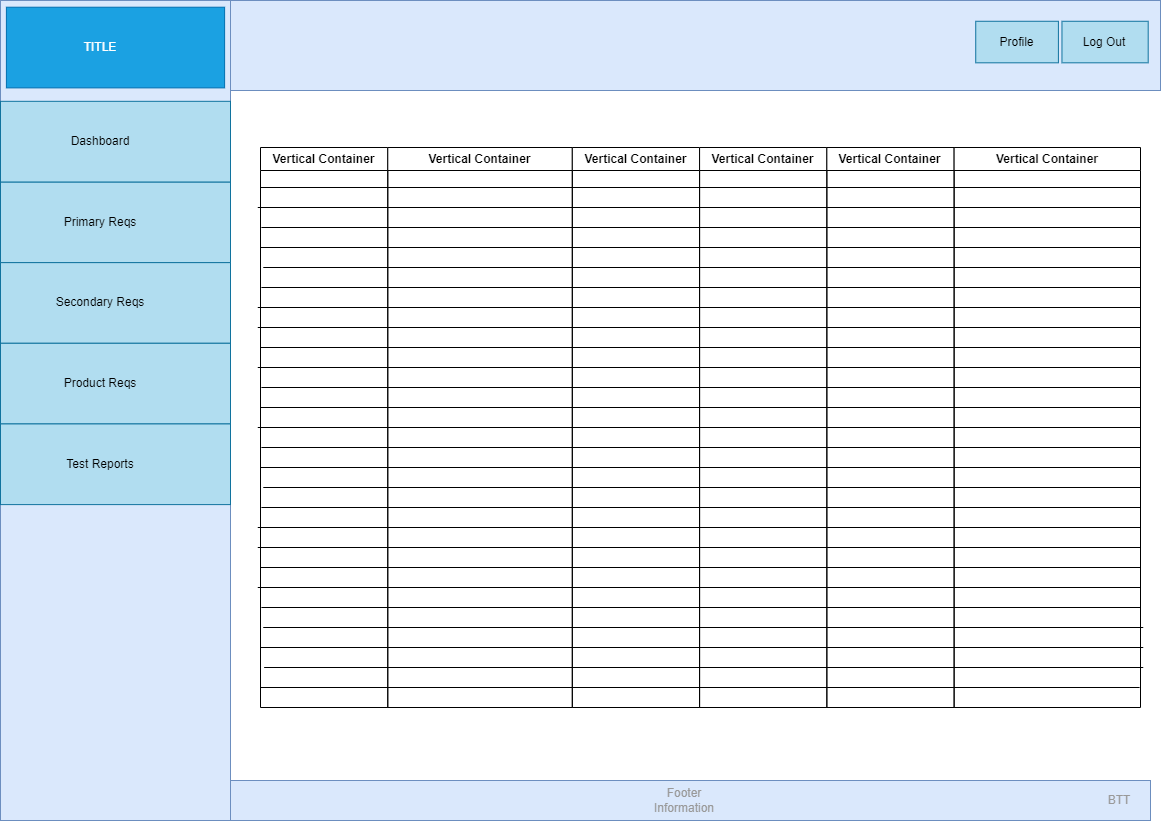 TITLE
Profile
Log Out
Dashboard
Primary Reqs
Secondary Reqs
Product Reqs
Test Reports
Vertical Container Vertical Container Vertical Container Vertical Container Vertical Container Vertical Container
Footer
Information
BTT